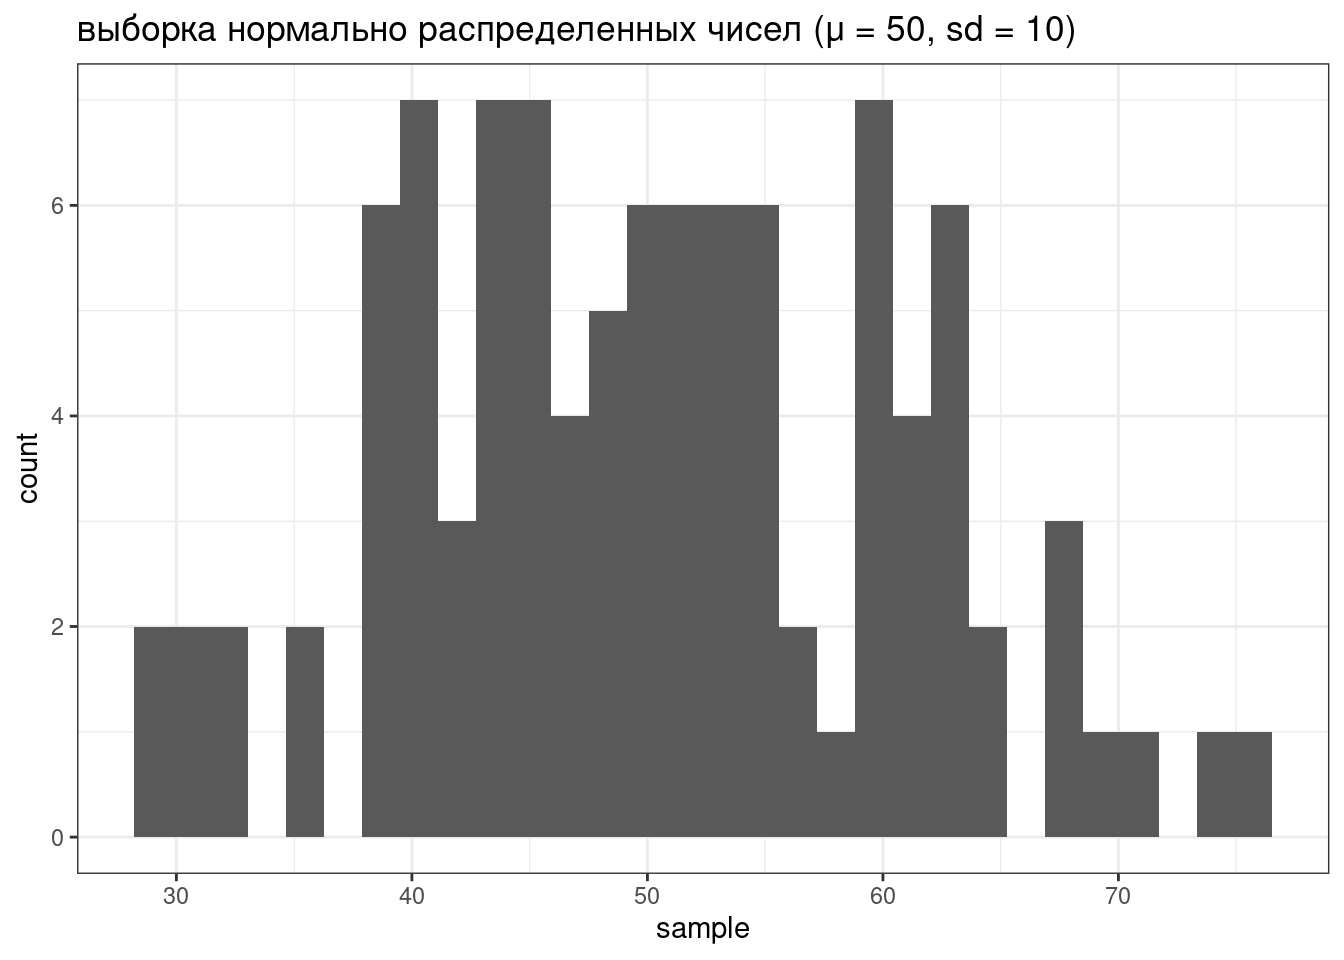 выборка нормально распределенных чисел (μ = 50, sd = 10)
6
4
2
0
count
30 40 50 60 70
sample